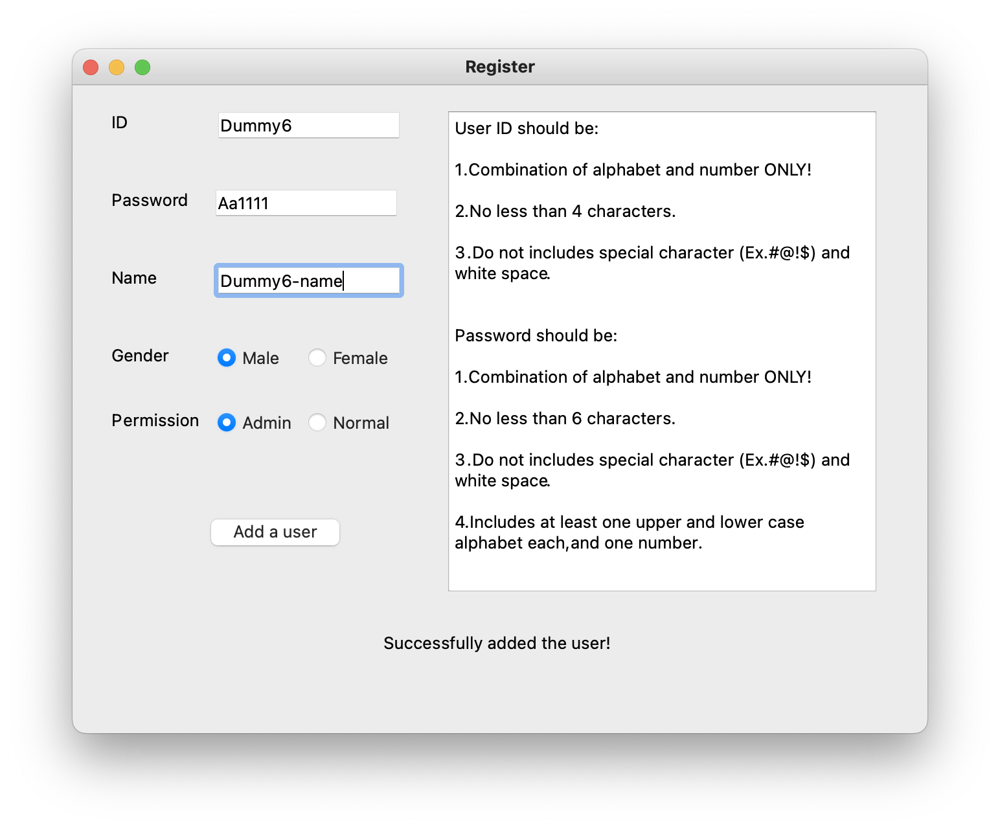 Register
ID
Dummy6
Password
Aa1111
Name
Dummy6-name
Gender
Male
Female
Permission
Admin
Normal
Add a user
User ID should be:
1.Combination of alphabet and number ONLY!
2.No less than 4 characters.
3.Do not includes special character (Ex.#@!$) and
white space.
Password should be:
1.Combination of alphabet and number ONLY!
2.No less than 6 characters.
3.Do not includes special character (Ex.#@!$) and
white space.
4.Includes at least one upper and lower case
alphabet each,and one number.
Successfully added the user!